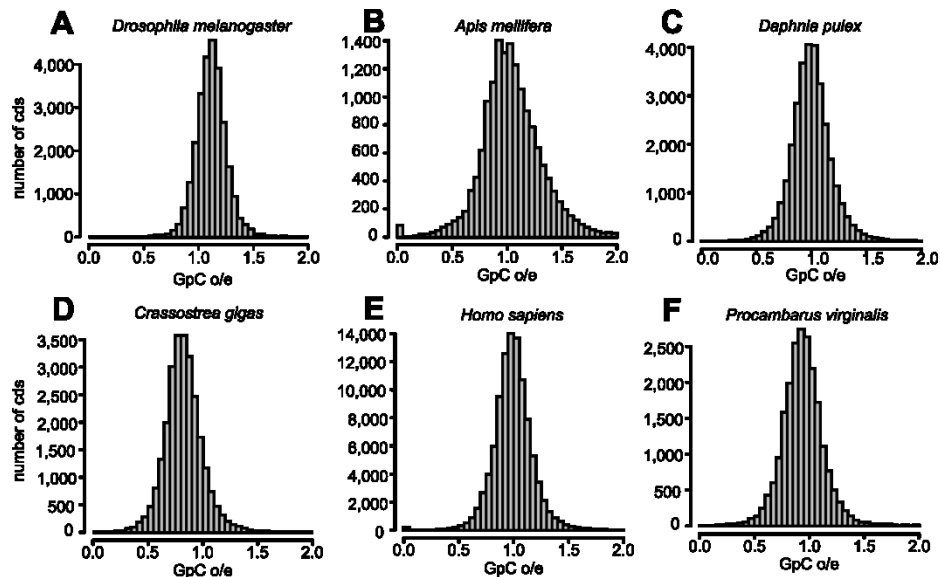 A
Drosophila melanogaster
number of cds
4,000
3,000
2,000
1,000
0
0.0 0.5 1.0 1.5 2.0
GpC o/e
B
Apis mellifera
1,400
1,200
1,000
800
600
400
200
0
0.0 0.5 1.0 1.5 2.0
GpC o/e
C
Daphnia pulex
4,000
3,000
2,000
1,000
0
0.0 0.5 1.0 1.5 2.0
GpC o/e
D
Crassostrea gigas
number of cds
3,500
3,000
2,500
2,000
1,500
1,000
500
0
0.0 0.5 1.0 1.5 2.0
GpC o/e
E
Homo sapiens
14,000
12,000
10,000
8,000
6,000
4,000
2,000
0
0.0 0.5 1.0 1.5 2.0
GpC o/e
F
Procambarus virginalis
2,500
2,000
1,500
1,000
500
0
0.0 0.5 1.0 1.5 2.0
GpC o/e